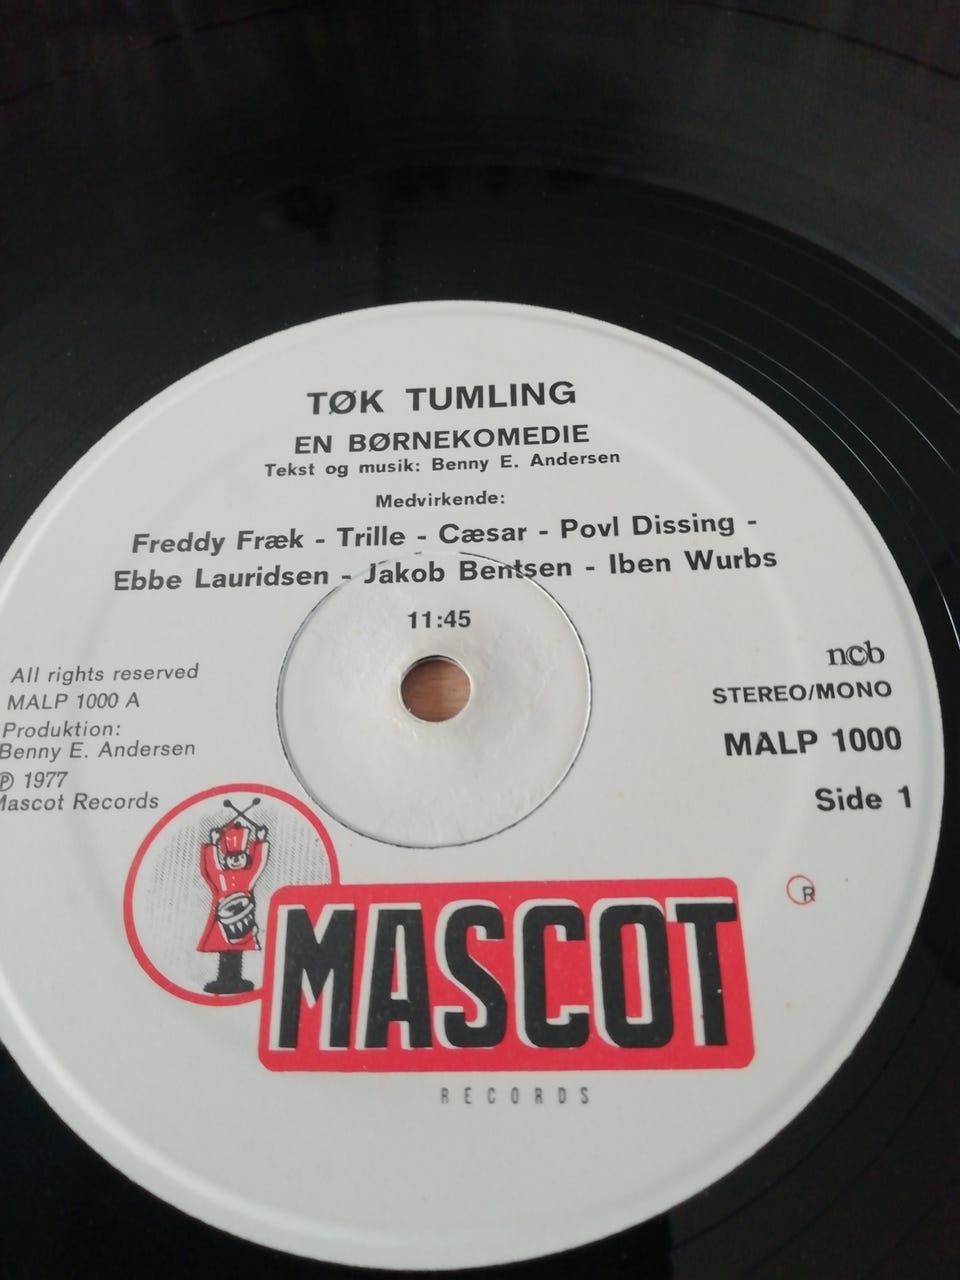 TØK TUMLING
EN BØRNEKOMEDIE
Tekst og musik: Benny E. Andersen
Medvirkende:
Freddy Fræk - Trille - Cæsar - Povl Dissing -
Ebbe Lauridsen - Jakob Bentsen - Iben Wurbs
11:45
All rights reserved
MALP 1000 A
Produktion:
Benny E. Andersen
℗ 1977
Mascot Records
ncb
STEREO/MONO
MALP 1000
Side 1
®
MASCOT
RECORDS